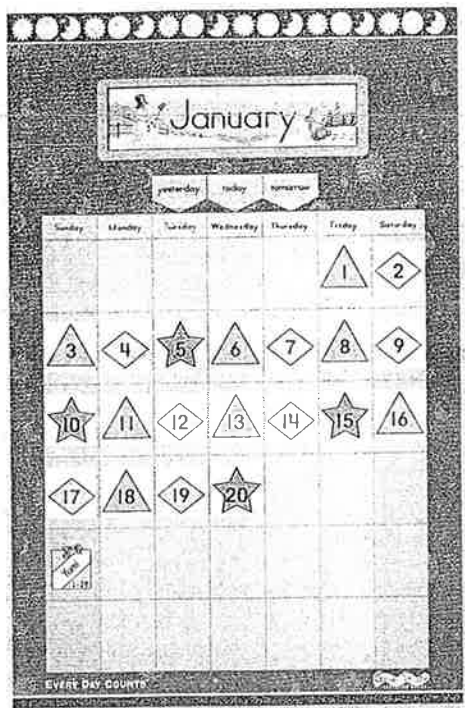 January
yesterday today tomorrow
Sunday Monday Tuesday Wednesday Thursday Friday Saturday
1 2
3 4 5 6 7 8 9
10 11 12 13 14 15 16
17 18 19 20
EVERY DAY COUNTS